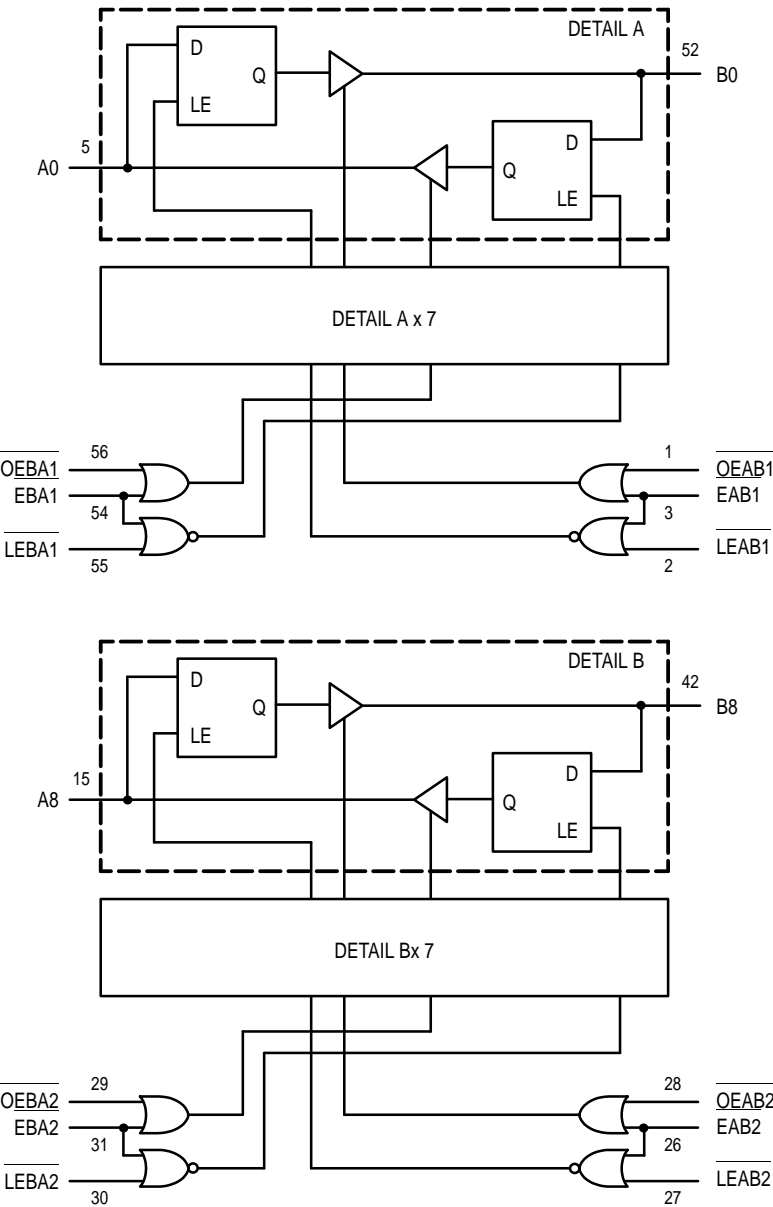 DETAIL A
52
D
Q
B0
LE
5
D
A0
Q
LE
DETAIL A x 7
56
1
OEBA1
OEAB1
EBA1
EAB1
54
3
LEBA1
LEAB1
55
2
DETAIL B
42
D
Q
B8
LE
15
D
A8
Q
LE
DETAIL Bx 7
29
28
OEBA2
OEAB2
EBA2
EAB2
31
26
LEBA2
LEAB2
30
27